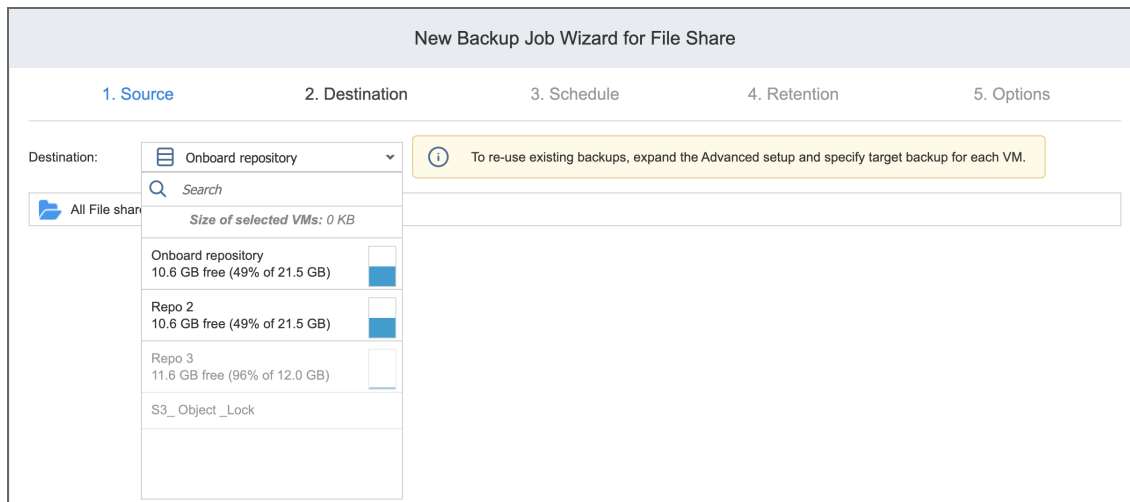 New Backup Job Wizard for File Share
1. Source 2. Destination 3. Schedule 4. Retention 5. Options
Destination: Onboard repository To re-use existing backups, expand the Advanced setup and specify target backup for each VM.
Search
All File shar
Size of selected VMs: 0 KB
Onboard repository
10.6 GB free (49% of 21.5 GB)
Repo 2
10.6 GB free (49% of 21.5 GB)
Repo 3
11.6 GB free (96% of 12.0 GB)
S3_ Object _Lock